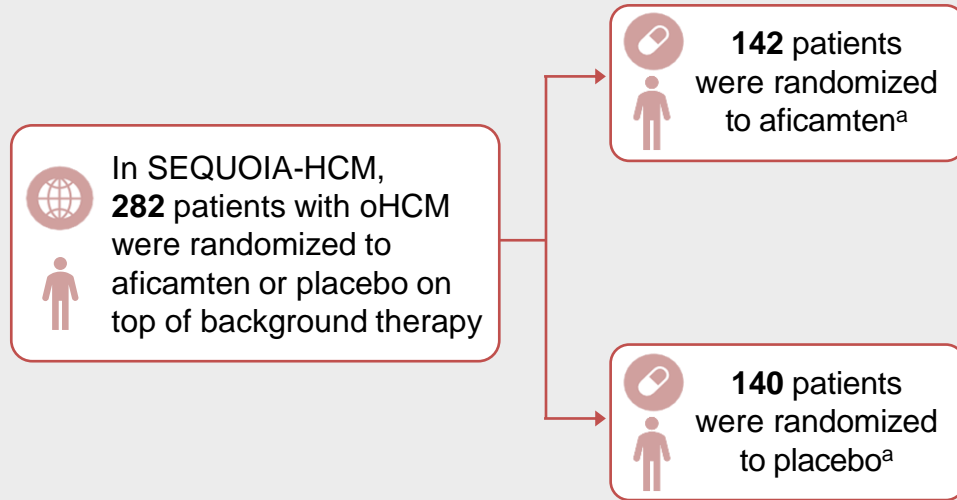 In SEQUOIA-HCM,
282 patients with oHCM
were randomized to
aficamten or placebo on
top of background therapy
142 patients
were randomized
to aficamtenᵃ
140 patients
were randomized
to placeboᵃ